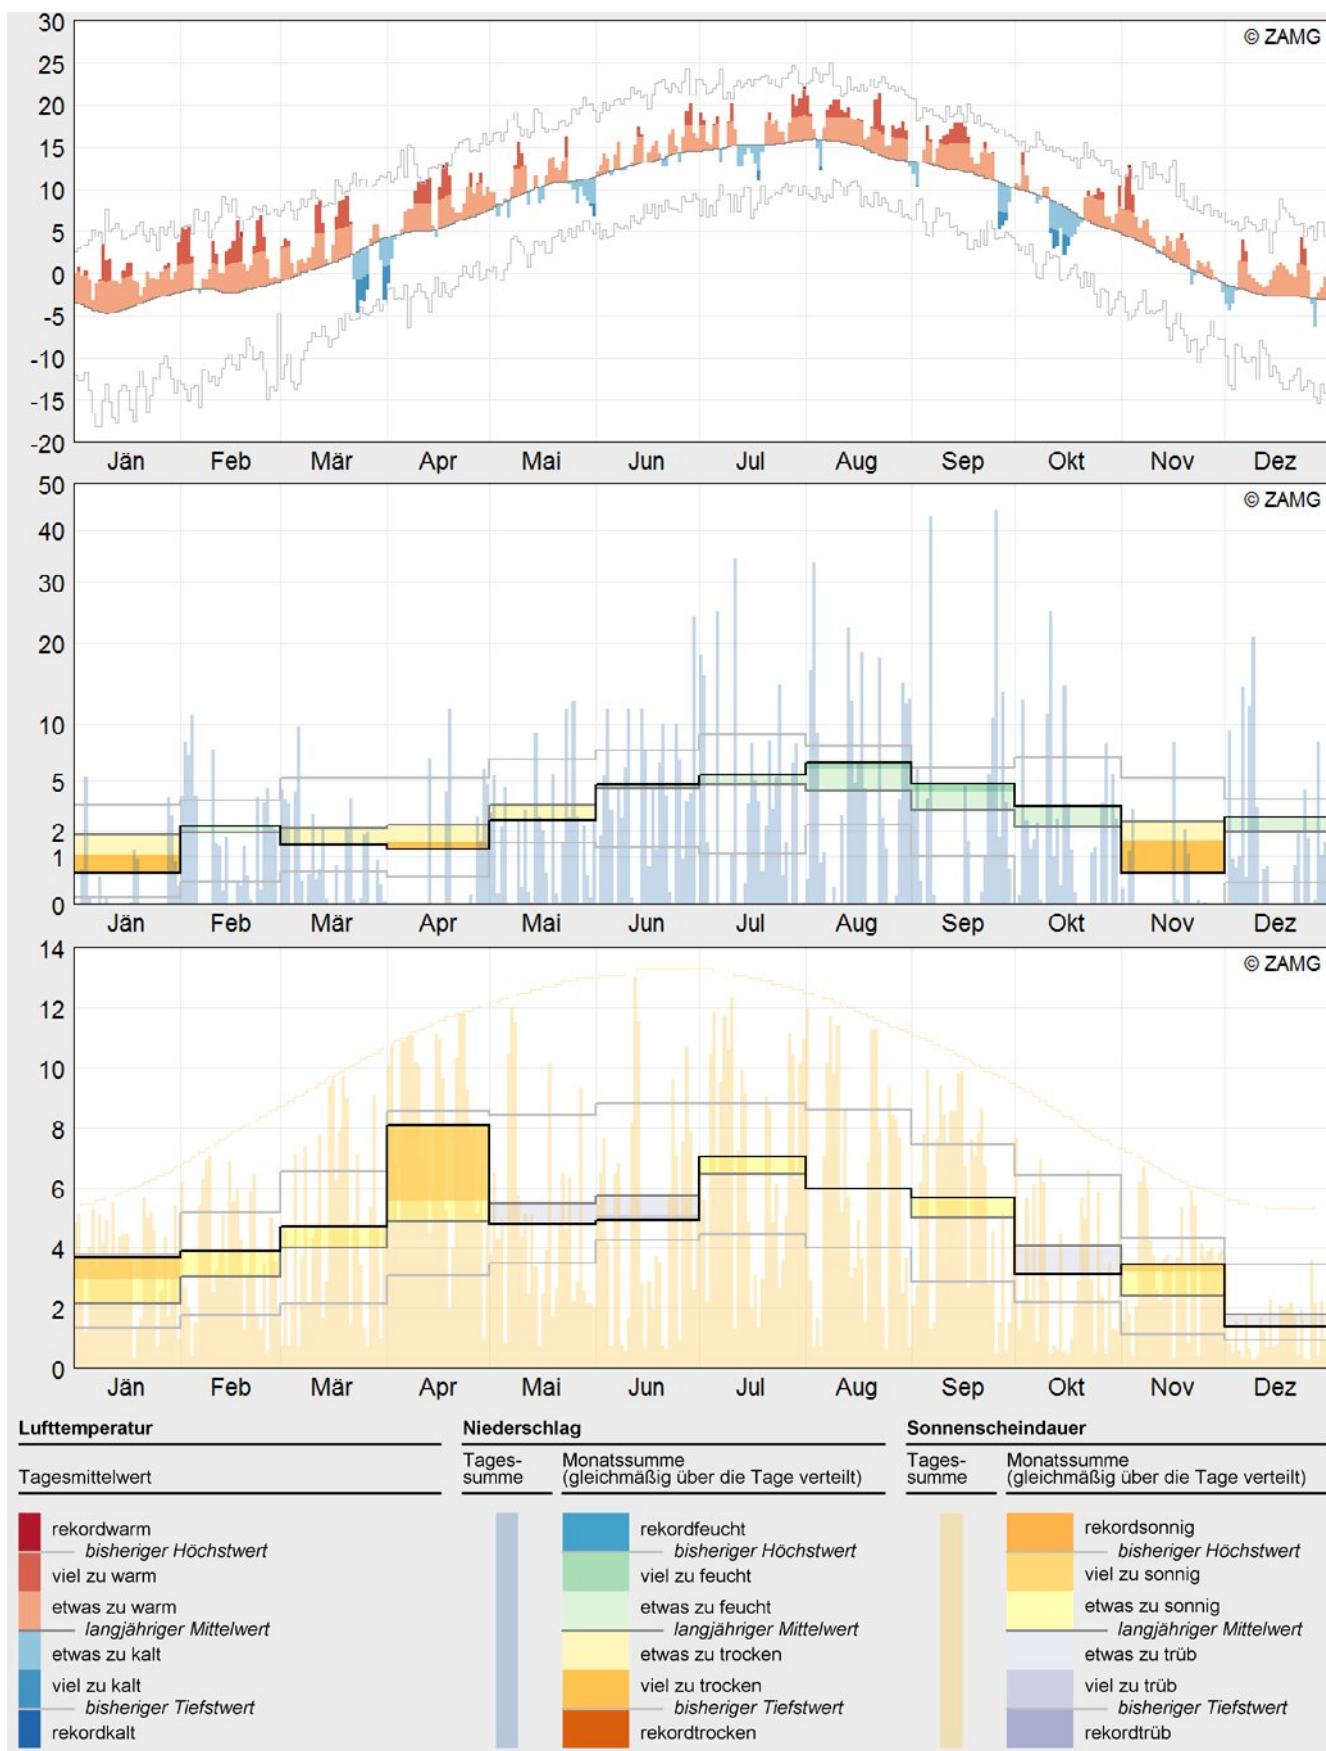 30
© ZAMG
25
20
15
10
5
0
-5
-10
-15
-20
Jän Feb Mär Apr Mai Jun Jul Aug Sep Okt Nov Dez
50
© ZAMG
40
30
20
10
5
2
1
0
Jän Feb Mär Apr Mai Jun Jul Aug Sep Okt Nov Dez
14
© ZAMG
12
10
8
6
4
2
0
Jän Feb Mär Apr Mai Jun Jul Aug Sep Okt Nov Dez
Lufttemperatur
Tagesmittelwert
rekordwarm
bisheriger Höchstwert
viel zu warm
etwas zu warm
langjähriger Mittelwert
etwas zu kalt
viel zu kalt
bisheriger Tiefstwert
rekordkalt
Niederschlag
Tages-
summe
Monatssumme
(gleichmäßig über die Tage verteilt)
rekordfeucht
bisheriger Höchstwert
viel zu feucht
etwas zu feucht
langjähriger Mittelwert
etwas zu trocken
viel zu trocken
bisheriger Tiefstwert
rekordtrocken
Sonnenscheindauer
Tages-
summe
Monatssumme
(gleichmäßig über die Tage verteilt)
rekordsonnig
bisheriger Höchstwert
viel zu sonnig
etwas zu sonnig
langjähriger Mittelwert
etwas zu trüb
viel zu trüb
bisheriger Tiefstwert
rekordtrüb